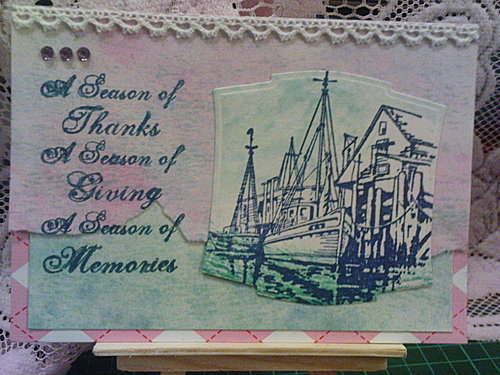 A Season of
Thanks
A Season of
Giving
A Season of
Memories